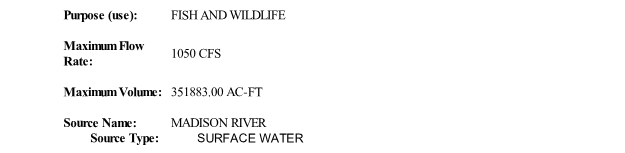 Purpose (use): FISH AND WILDLIFE
Maximum Flow
Rate: 1050 CFS
Maximum Volume: 351883.00 AC-FT
Source Name: MADISON RIVER
Source Type: SURFACE WATER